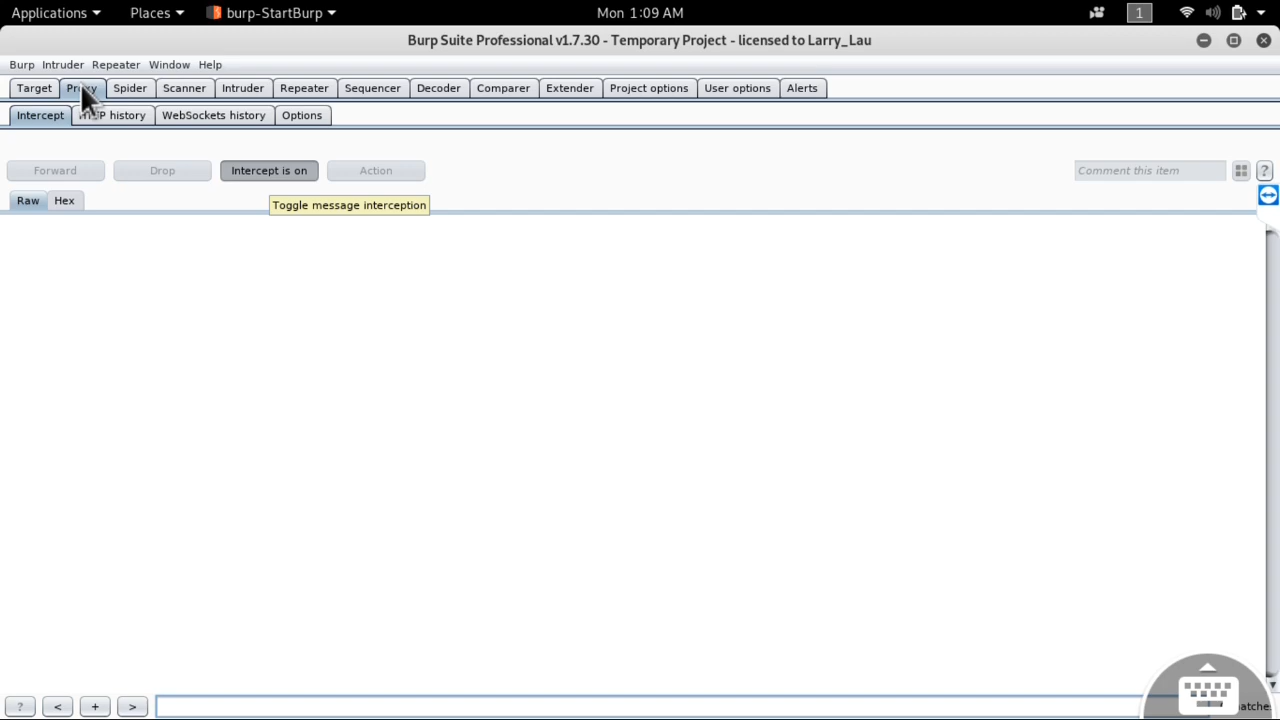 Applications Places burp-StartBurp Mon 1:09 AM 1
Burp Suite Professional v1.7.30 - Temporary Project - licensed to Larry_Lau
Burp Intruder Repeater Window Help
Target Spider Scanner Intruder Repeater Sequencer Decoder Comparer Extender Project options User options Alerts
Intercept history WebSockets history Options
Forward Drop Intercept is on Action Comment this item ?
Raw Hex
Toggle message interception
? < + >